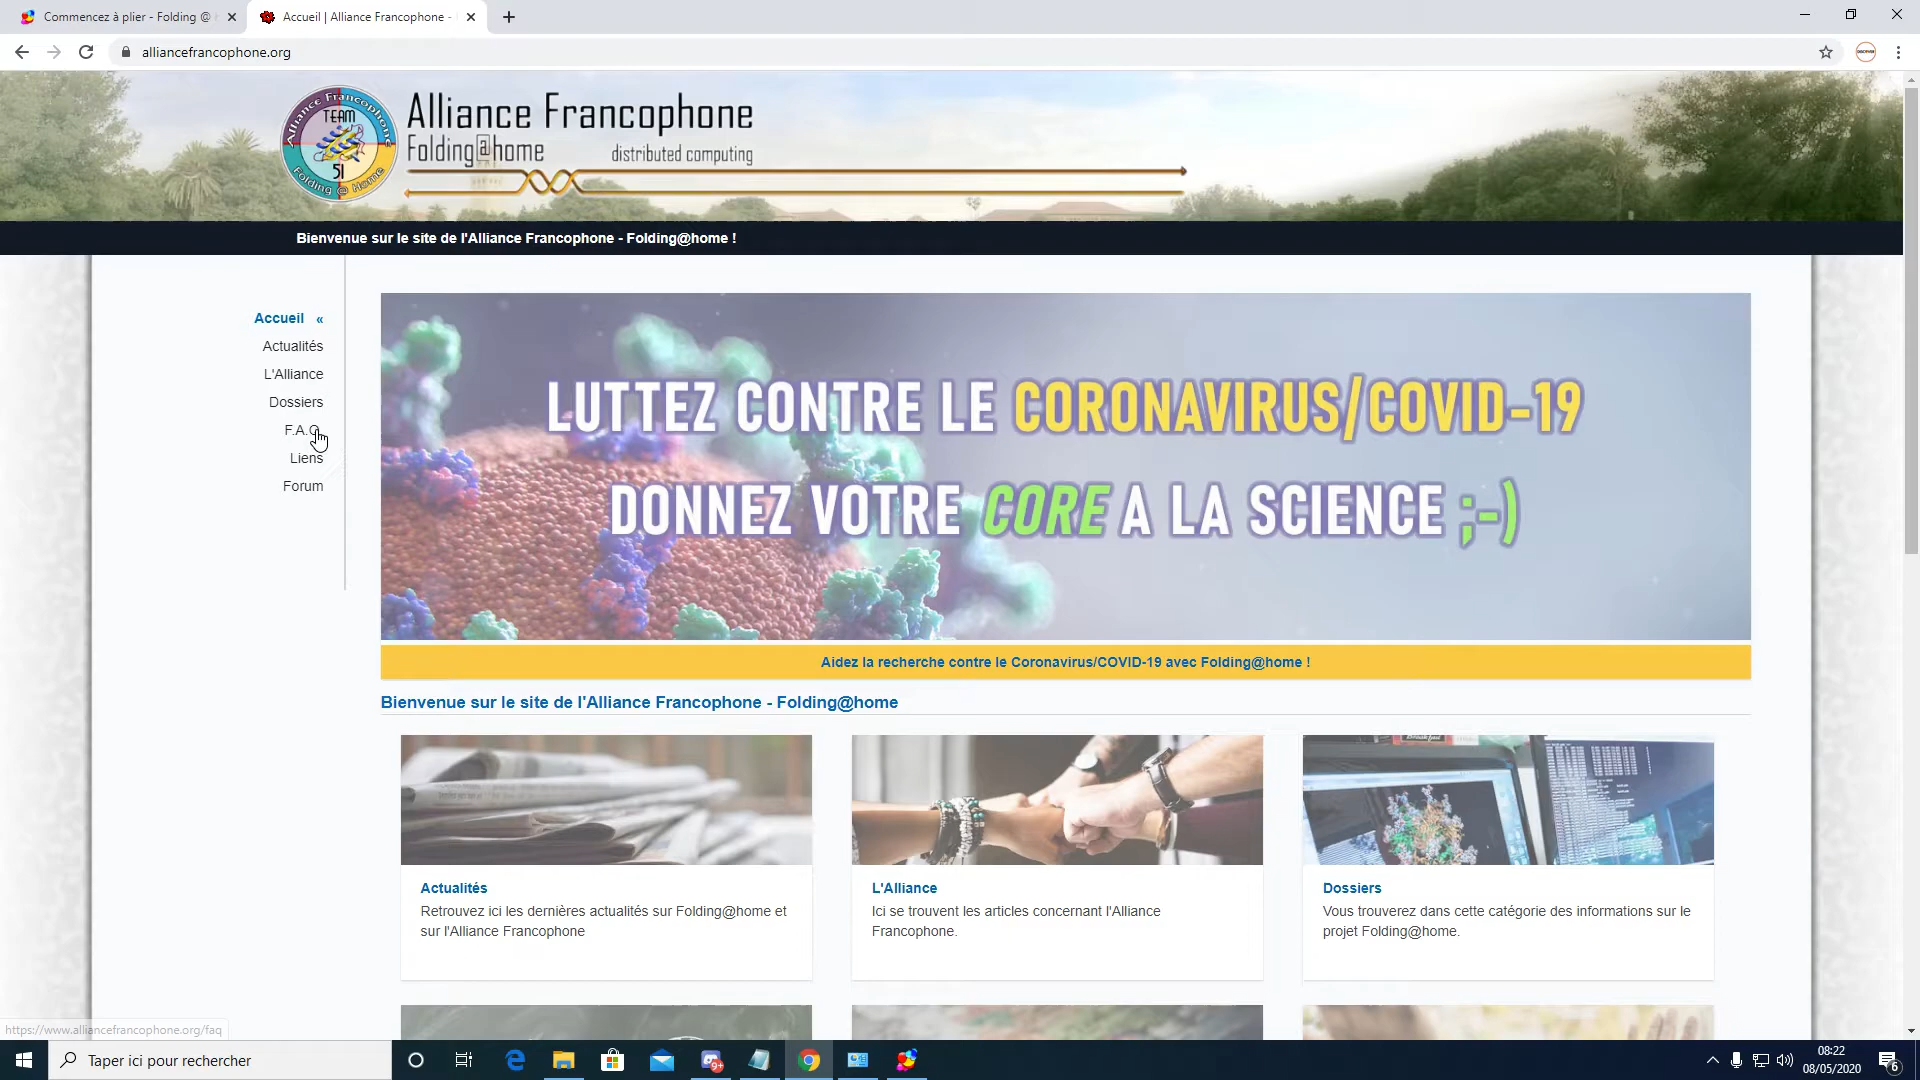 Commencez à plier - Folding @
Accueil | Alliance Francophone -
alliancefrancophone.org
Alliance Francophone
TEAM
51
Folding @ Home
Alliance Francophone
Folding@home
distributed computing
Bienvenue sur le site de l'Alliance Francophone - Folding@home !
Accueil «
Actualités
L'Alliance
Dossiers
F.A.Q
Liens
Forum
LUTTEZ CONTRE LE CORONAVIRUS/COVID-19
DONNEZ VOTRE CORE A LA SCIENCE ;-)
Aidez la recherche contre le Coronavirus/COVID-19 avec Folding@home !
Bienvenue sur le site de l'Alliance Francophone - Folding@home
Actualités
Retrouvez ici les dernières actualités sur Folding@home et
sur l'Alliance Francophone
L'Alliance
Ici se trouvent les articles concernant l'Alliance
Francophone.
Dossiers
Vous trouverez dans cette catégorie des informations sur le
projet Folding@home.
https://www.alliancefrancophone.org/faq
Taper ici pour rechercher
9+
08:22
08/05/2020
6